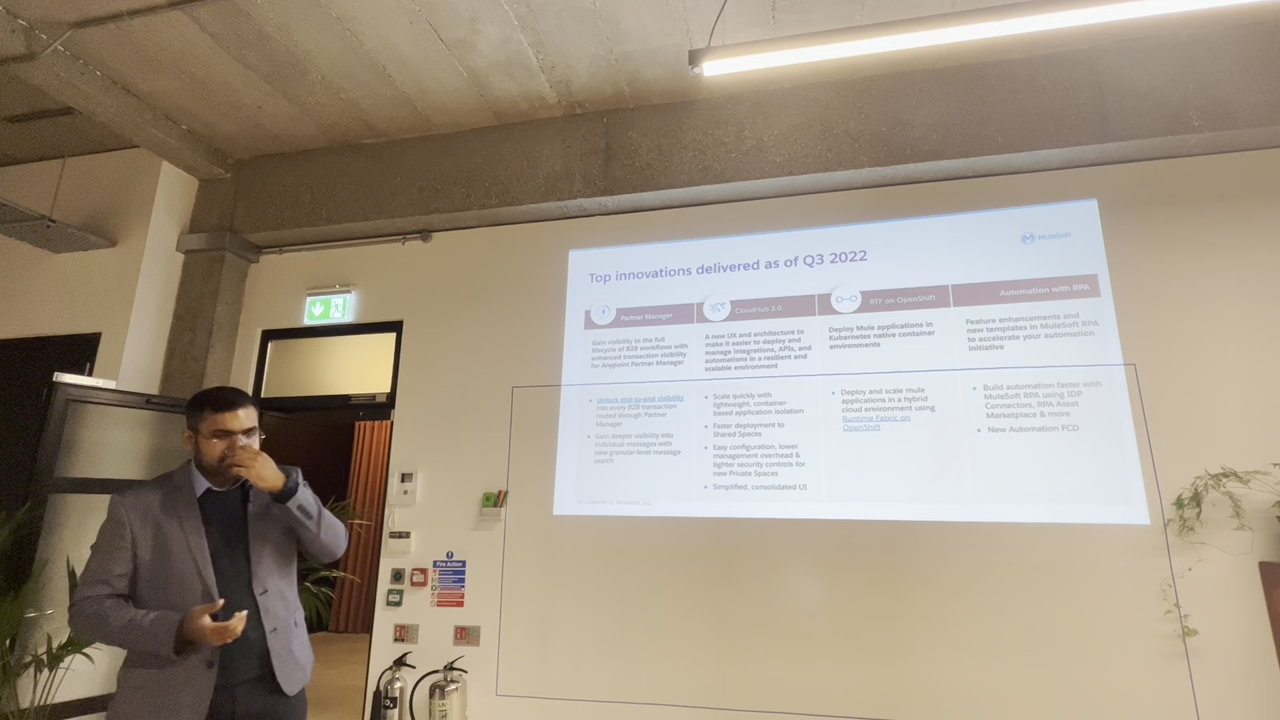 MuleSoft
Top innovations delivered as of Q3 2022
Partner Manager
Gain visibility to the full
lifecycle of B2B workflows with
enhanced transaction visibility
for Anypoint Partner Manager
Unlock end-to-end visibility
into every B2B transaction
routed through Partner
Manager
Gain deeper visibility into
individual messages with
new granular-level message
search
CloudHub 2.0
A new UX and architecture to
make it easier to deploy and
manage integrations, APIs, and
automations in a resilient and
scalable environment
Scale quickly with
lightweight, container-
based application isolation
Faster deployment to
Shared Spaces
Easy configuration, lower
management overhead &
tighter security controls for
new Private Spaces
Simplified, consolidated UI
RTF on OpenShift
Deploy Mule applications in
Kubernetes native container
environments
Deploy and scale mule
applications in a hybrid
cloud environment using
Runtime Fabric on
OpenShift
Automation with RPA
Feature enhancements and
new templates in MuleSoft RPA
to accelerate your automation
initiative
Build automation faster with
MuleSoft RPA using IDP
Connectors, RPA Asset
Marketplace & more
New Automation FCD
Fire Action